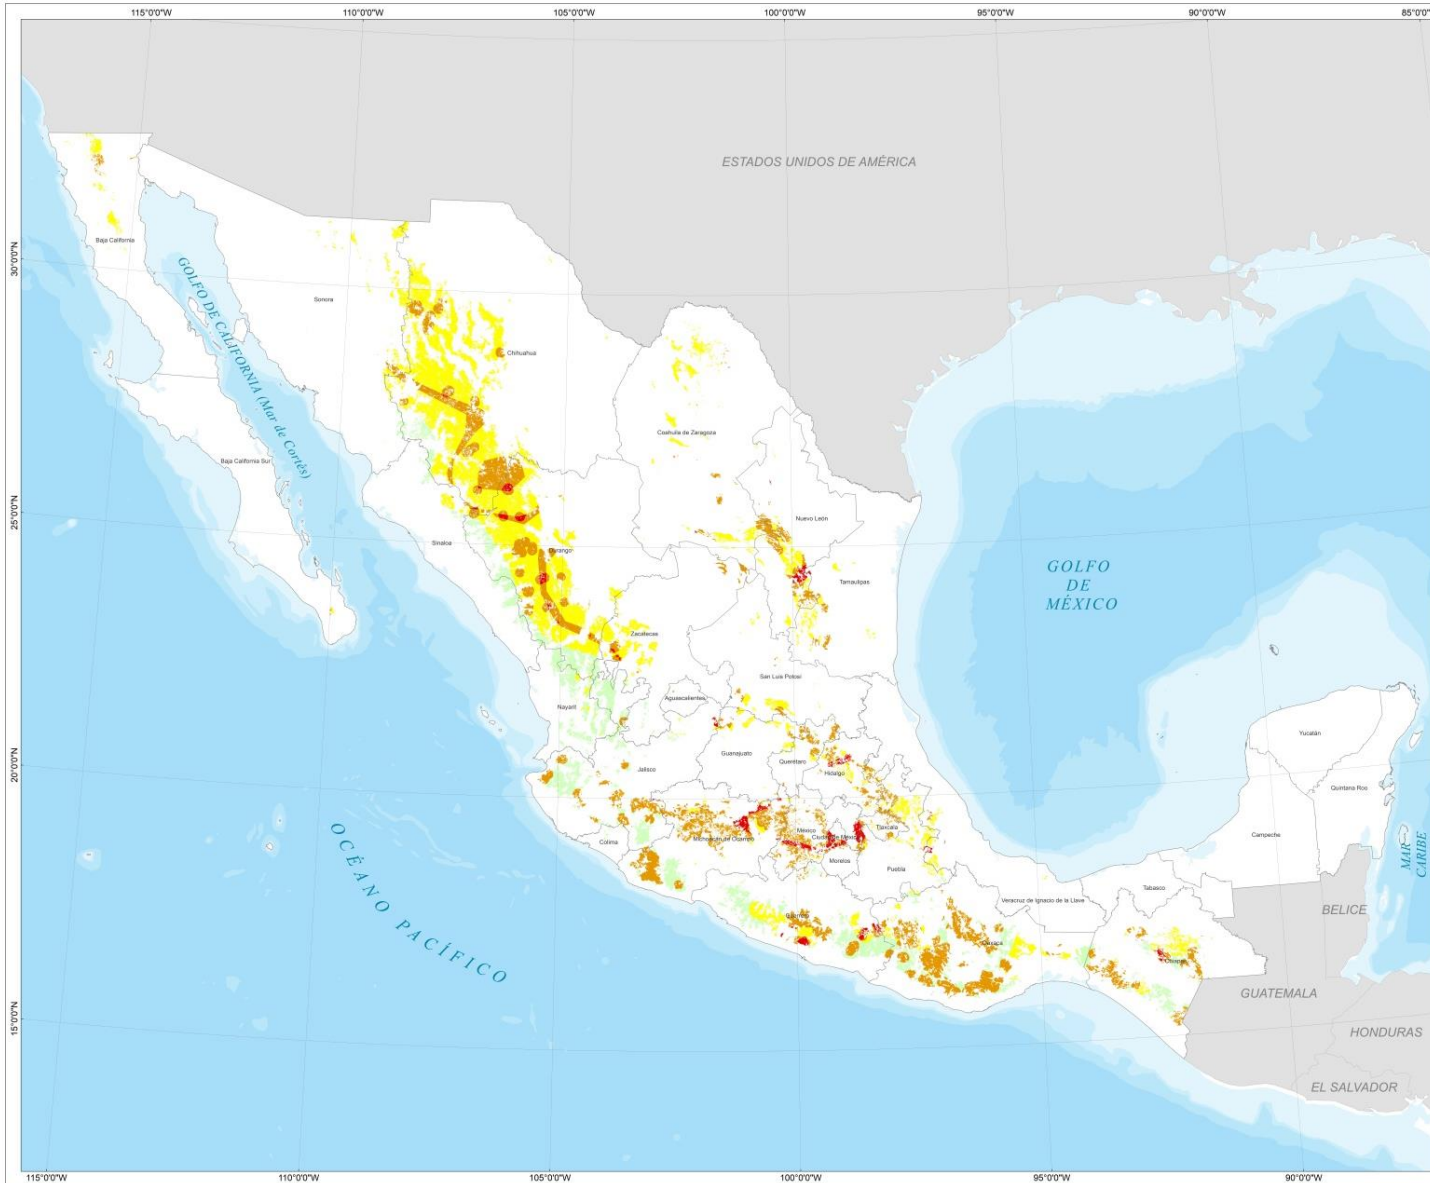 115°0'0"W
110°0'0"W
105°0'0"W
100°0'0"W
95°0'0"W
90°0'0"W
85°0'0"W
ESTADOS UNIDOS DE AMÉRICA
30°0'0"N
Baja California
GOLFO DE CALIFORNIA (Mar de Cortés)
Sonora
Chihuahua
Coahuila de Zaragoza
Baja California Sur
25°0'0"N
Nuevo León
Sinaloa
Durango
Tamaulipas
GOLFO
DE
MÉXICO
Zacatecas
San Luis Potosí
Aguascalientes
Nayarit
Yucatán
Guanajuato
Querétaro
Hidalgo
Jalisco
20°0'0"N
Quintana Roo
México
Tlaxcala
Ciudad de México
Michoacán de Ocampo
Colima
Campeche
Morelos
Puebla
MAR
CARIBE
Tabasco
Veracruz de Ignacio de la Llave
BELICE
Guerrero
Oaxaca
Chiapas
OCÉANO PACÍFICO
GUATEMALA
15°0'0"N
HONDURAS
EL SALVADOR
115°0'0"W
110°0'0"W
105°0'0"W
100°0'0"W
95°0'0"W
90°0'0"W